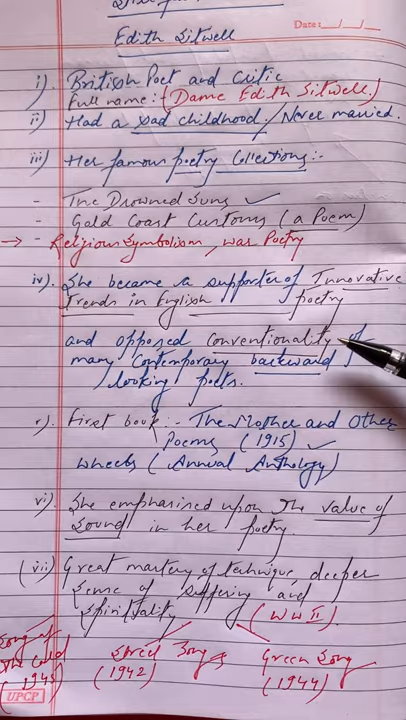 Date: / /
Edith Sitwell
i). British Poet and Critic
Full name: (Dame Edith Sitwell.)
ii) Had a sad childhood, Never married.
iii) Her famous poetry Collections:-
- The Drowned Suns ✓
- Gold Coast Customs (a Poem)
→ - Religious Symbolism, war Poetry
iv). She became a supporter of Innovative
Trends in English poetry
and opposed conventionality of
many contemporary backward
looking poets.
v). First book:- The Mother and Other
Poems (1915) ✓
Wheels (Annual Anthology)
vi). She emphasised upon The value of
Sound in her poetry.
(vii) Great mastery of technique, deeper
sense of suffering and
Spirituality (WW II).
Song of
The Cold
(1945)
Street Songs
(1942)
Green Song
(1944)
UPCP